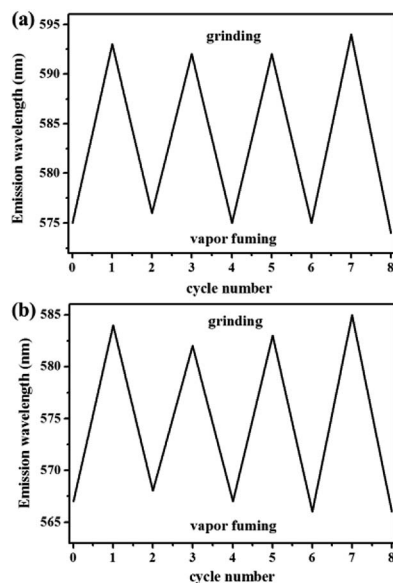 (a)
grinding
595
590
585
580
575
Emission wavelength (nm)
vapor fuming
0 1 2 3 4 5 6 7 8
cycle number
(b)
grinding
585
580
575
570
565
Emission wavelength (nm)
vapor fuming
0 1 2 3 4 5 6 7 8
cycle number